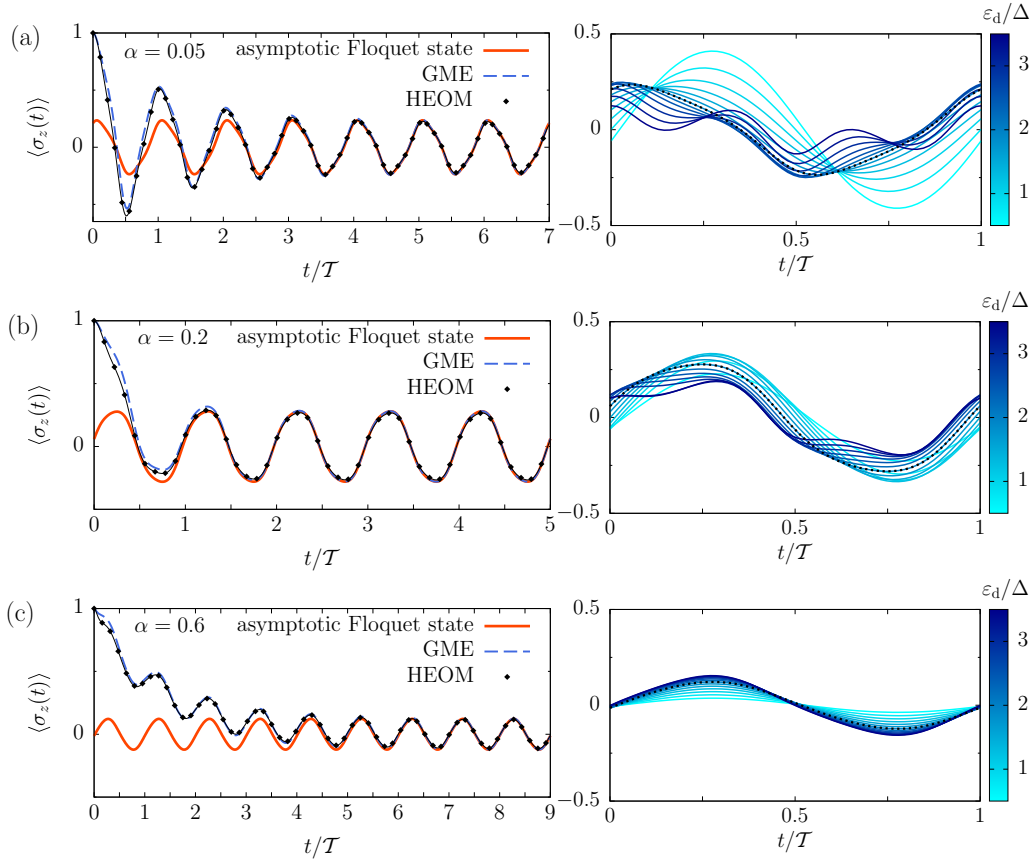 (a)
1
0
⟨σz(t)⟩
α = 0.05
asymptotic Floquet state
GME
HEOM
0 1 2 3 4 5 6 7
t/𝒯
0.5
0
−0.5
0 0.5 1
t/𝒯
εd/Δ
3
2
1
(b)
1
0
⟨σz(t)⟩
α = 0.2
asymptotic Floquet state
GME
HEOM
0 1 2 3 4 5
t/𝒯
0.5
0
−0.5
0 0.5 1
t/𝒯
εd/Δ
3
2
1
(c)
1
0
⟨σz(t)⟩
α = 0.6
asymptotic Floquet state
GME
HEOM
0 1 2 3 4 5 6 7 8 9
t/𝒯
0.5
0
−0.5
0 0.5 1
t/𝒯
εd/Δ
3
2
1